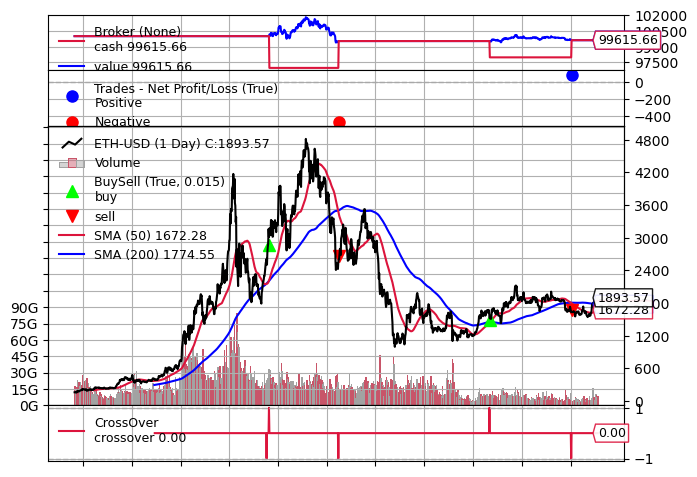 Broker (None)
cash 99615.66
value 99615.66
102000
99615.66
97500
Trades - Net Profit/Loss (True)
Positive
Negative
0
−200
−400
ETH-USD (1 Day) C:1893.57
Volume
BuySell (True, 0.015)
buy
sell
SMA (50) 1672.28
SMA (200) 1774.55
4800
4200
3600
3000
2400
1893.57
1672.28
1200
600
0
90G
75G
60G
45G
30G
15G
0G
CrossOver
crossover 0.00
1
0.00
−1